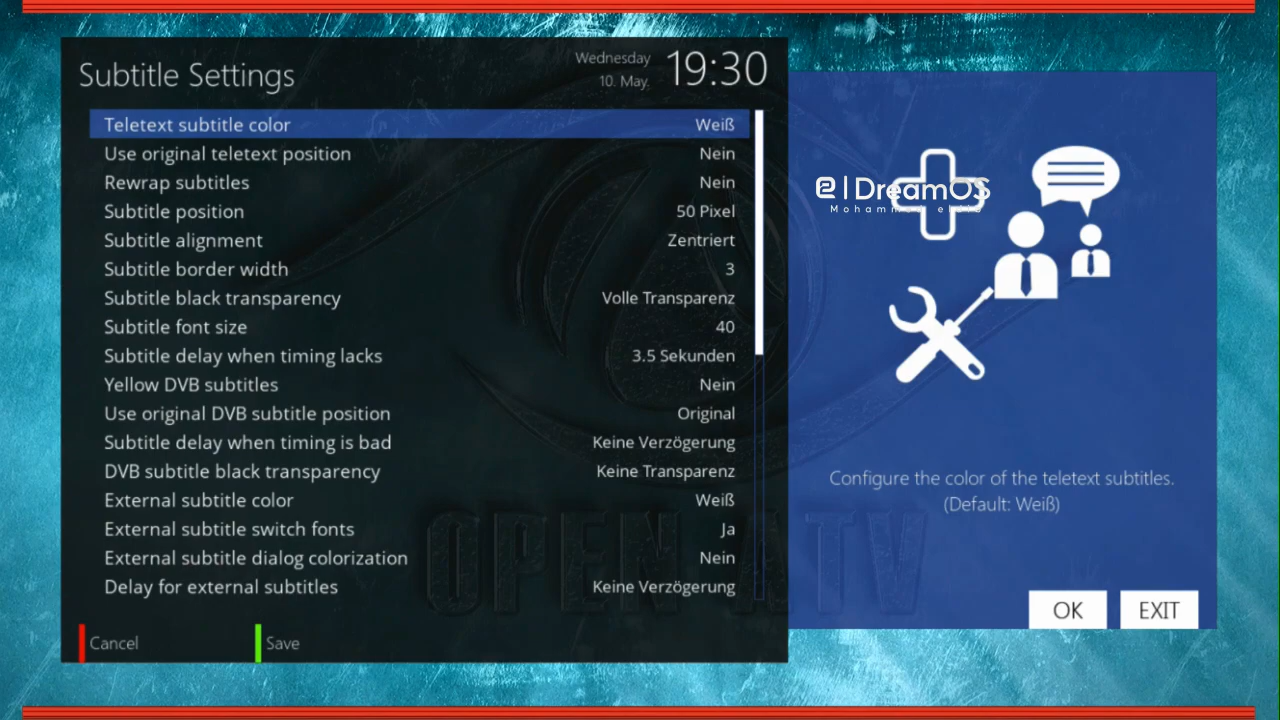 Subtitle Settings
Wednesday
10. May.
19:30
Teletext subtitle color Weiß
Use original teletext position Nein
Rewrap subtitles Nein
Subtitle position 50 Pixel
Subtitle alignment Zentriert
Subtitle border width 3
Subtitle black transparency Volle Transparenz
Subtitle font size 40
Subtitle delay when timing lacks 3.5 Sekunden
Yellow DVB subtitles Nein
Use original DVB subtitle position Original
Subtitle delay when timing is bad Keine Verzögerung
DVB subtitle black transparency Keine Transparenz
External subtitle color Weiß
External subtitle switch fonts Ja
External subtitle dialog colorization Nein
Delay for external subtitles Keine Verzögerung
Cancel Save
OPEN ATV
DreamOS
Configure the color of the teletext subtitles.
(Default: Weiß)
OK EXIT